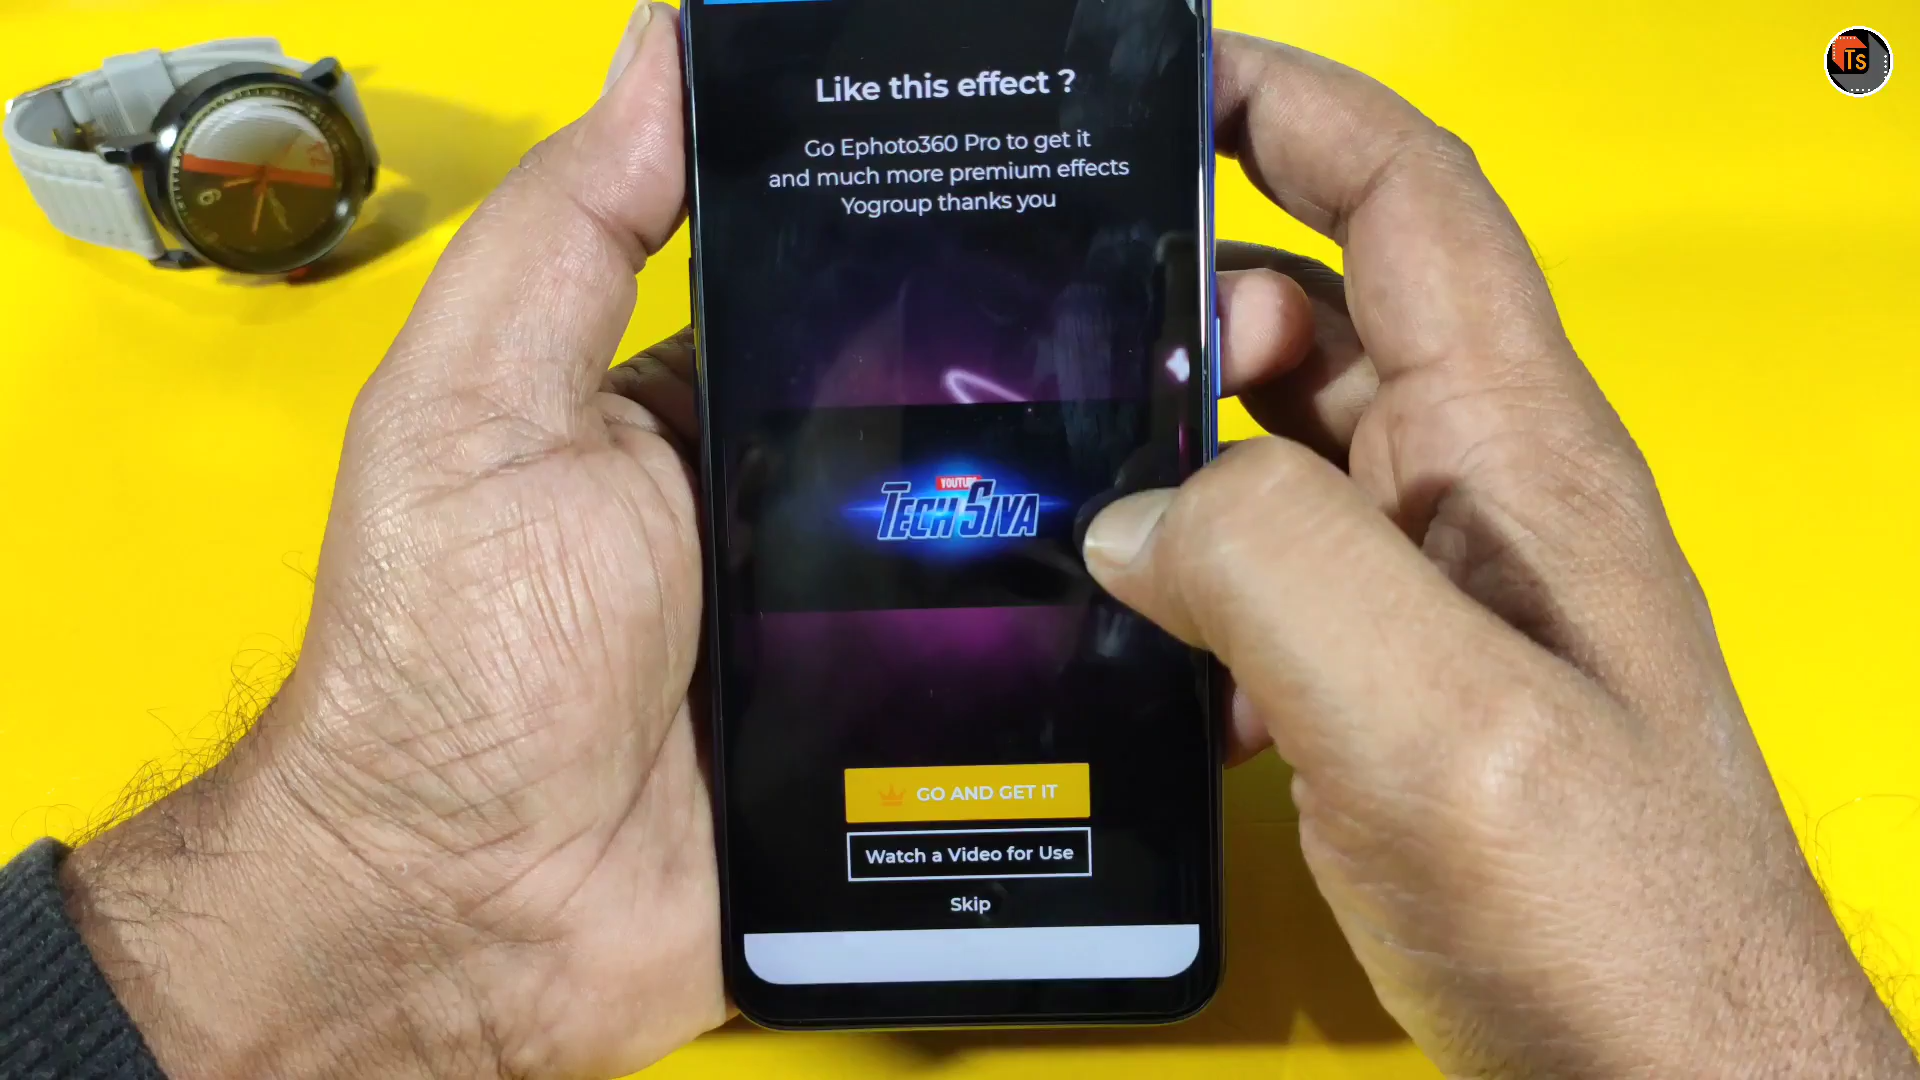 Ts
Like this effect ?
Go Ephoto360 Pro to get it
and much more premium effects
Yogroup thanks you
YOUTUBE
TECH SIVA
GO AND GET IT
Watch a Video for Use
Skip